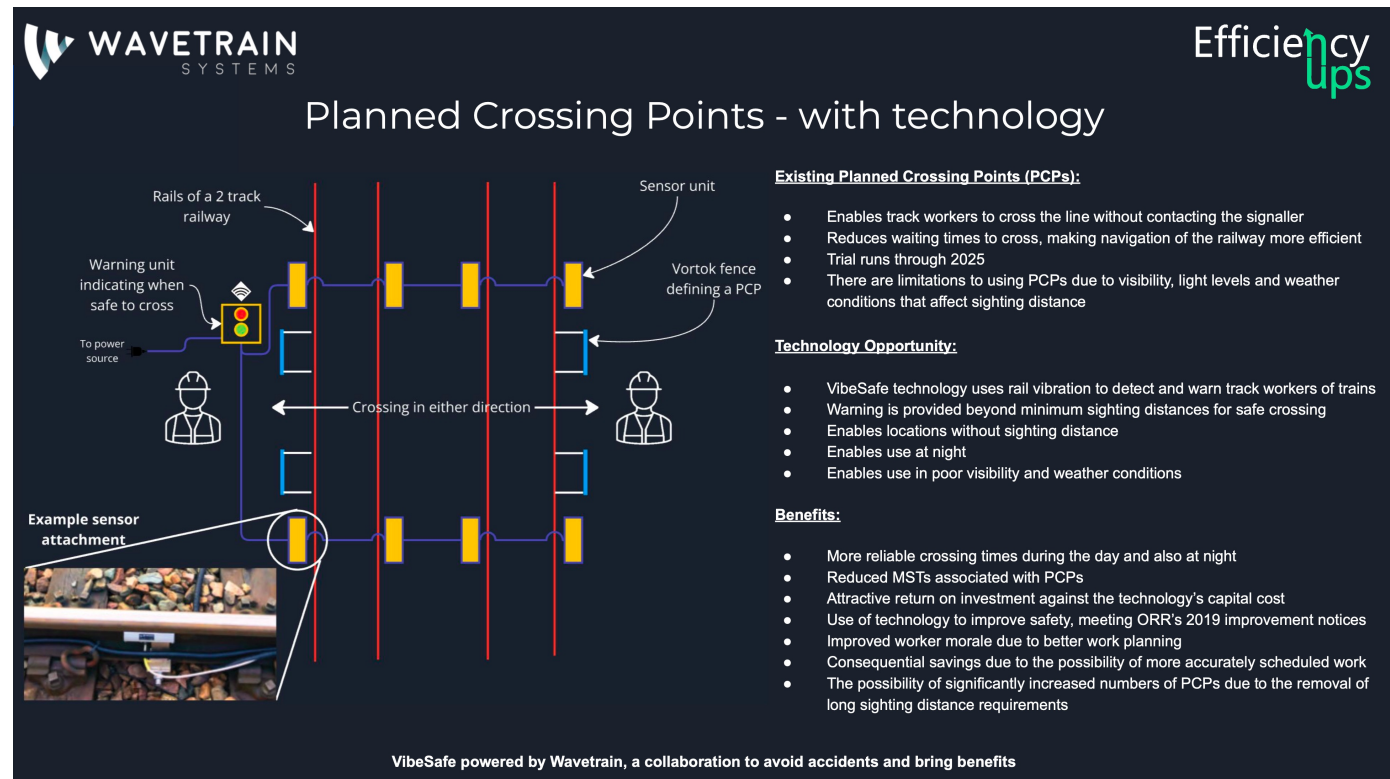 WAVETRAIN
SYSTEMS
Efficiency
Ups
Planned Crossing Points - with technology
Rails of a 2 track
railway
Sensor unit
Warning unit
indicating when
safe to cross
Vortok fence
defining a PCP
To power
source
Crossing in either direction
Example sensor
attachment
Existing Planned Crossing Points (PCPs):
● Enables track workers to cross the line without contacting the signaller
● Reduces waiting times to cross, making navigation of the railway more efficient
● Trial runs through 2025
● There are limitations to using PCPs due to visibility, light levels and weather
conditions that affect sighting distance
Technology Opportunity:
● VibeSafe technology uses rail vibration to detect and warn track workers of trains
● Warning is provided beyond minimum sighting distances for safe crossing
● Enables locations without sighting distance
● Enables use at night
● Enables use in poor visibility and weather conditions
Benefits:
● More reliable crossing times during the day and also at night
● Reduced MSTs associated with PCPs
● Attractive return on investment against the technology’s capital cost
● Use of technology to improve safety, meeting ORR’s 2019 improvement notices
● Improved worker morale due to better work planning
● Consequential savings due to the possibility of more accurately scheduled work
● The possibility of significantly increased numbers of PCPs due to the removal of
long sighting distance requirements
VibeSafe powered by Wavetrain, a collaboration to avoid accidents and bring benefits